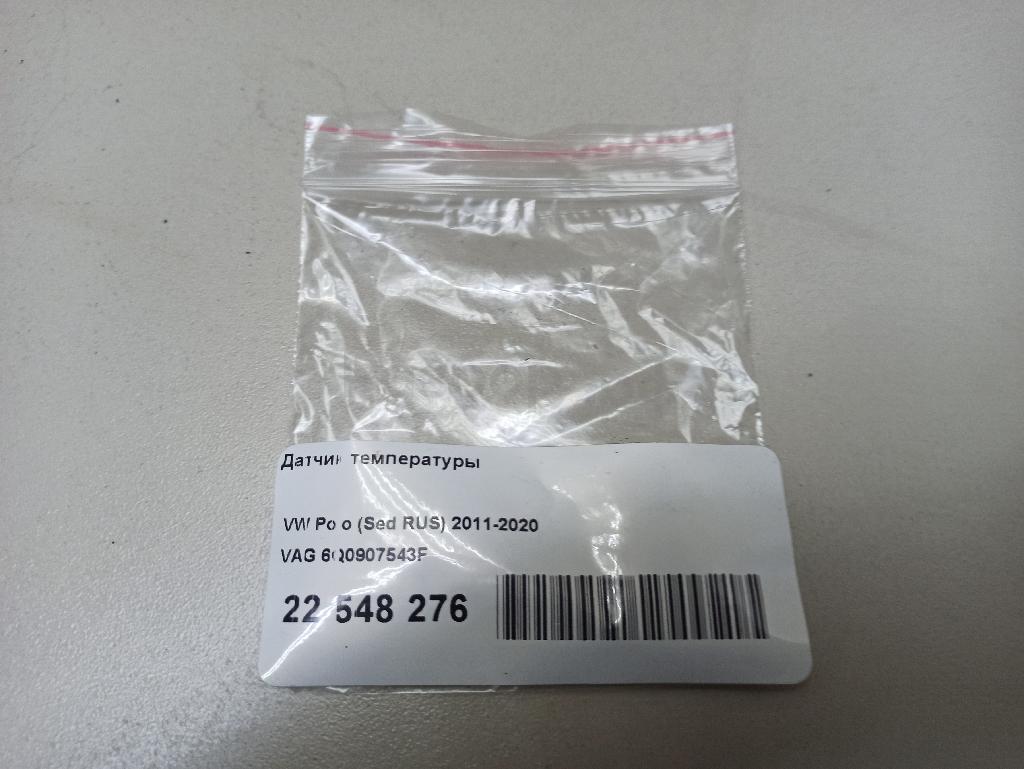 Датчик температуры
VW Polo (Sed RUS) 2011-2020
VAG 6Q0907543F
22 548 276